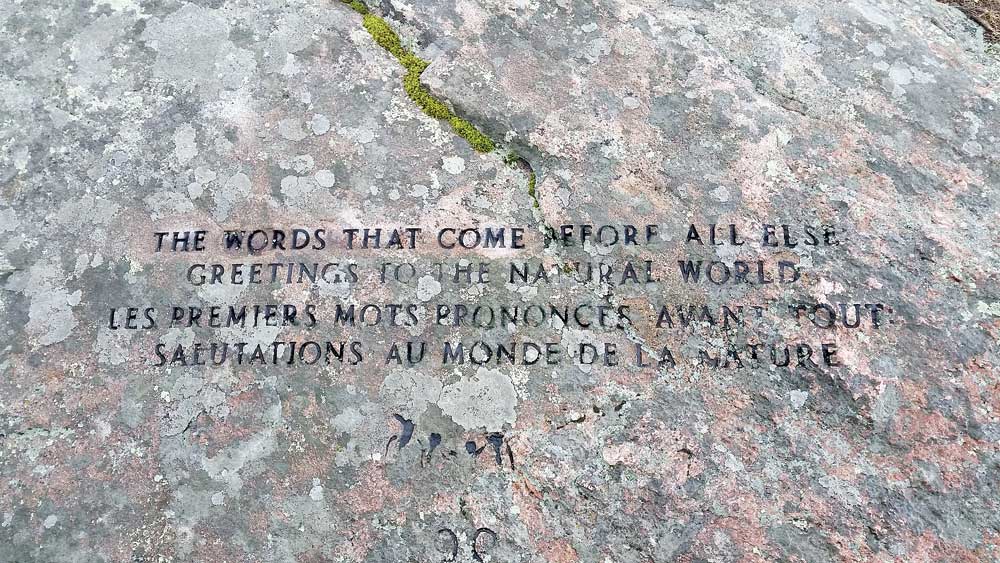 THE WORDS THAT COME BEFORE ALL ELSE
GREETINGS TO THE NATURAL WORLD
LES PREMIERS MOTS PRONONCES AVANT TOUT:
SALUTATIONS AU MONDE DE LA NATURE